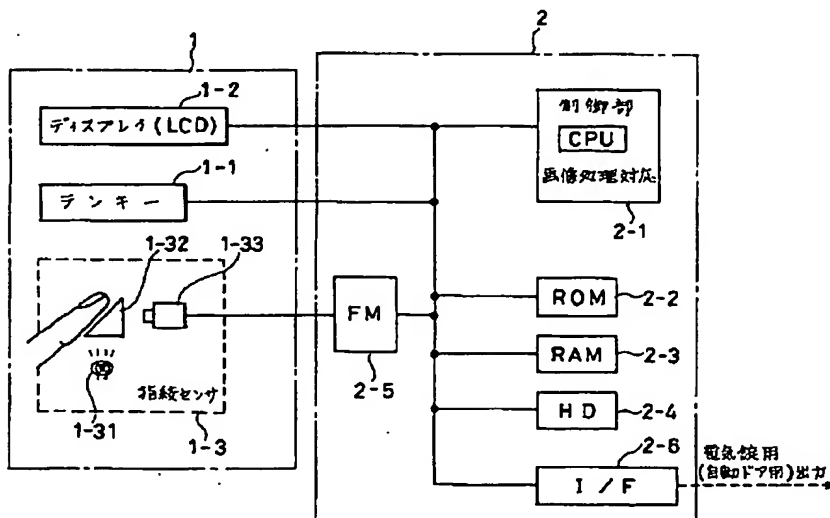 1
2
1-2
ディスプレイ(LCD)
1-1
テンキー
1-32
1-33
指紋センサ
1-31
1-3
制御部
CPU
画像処理対応
2-1
FM
2-5
ROM
2-2
RAM
2-3
HD
2-4
2-6
I/F
電気錠用
(自動ドア用)出力